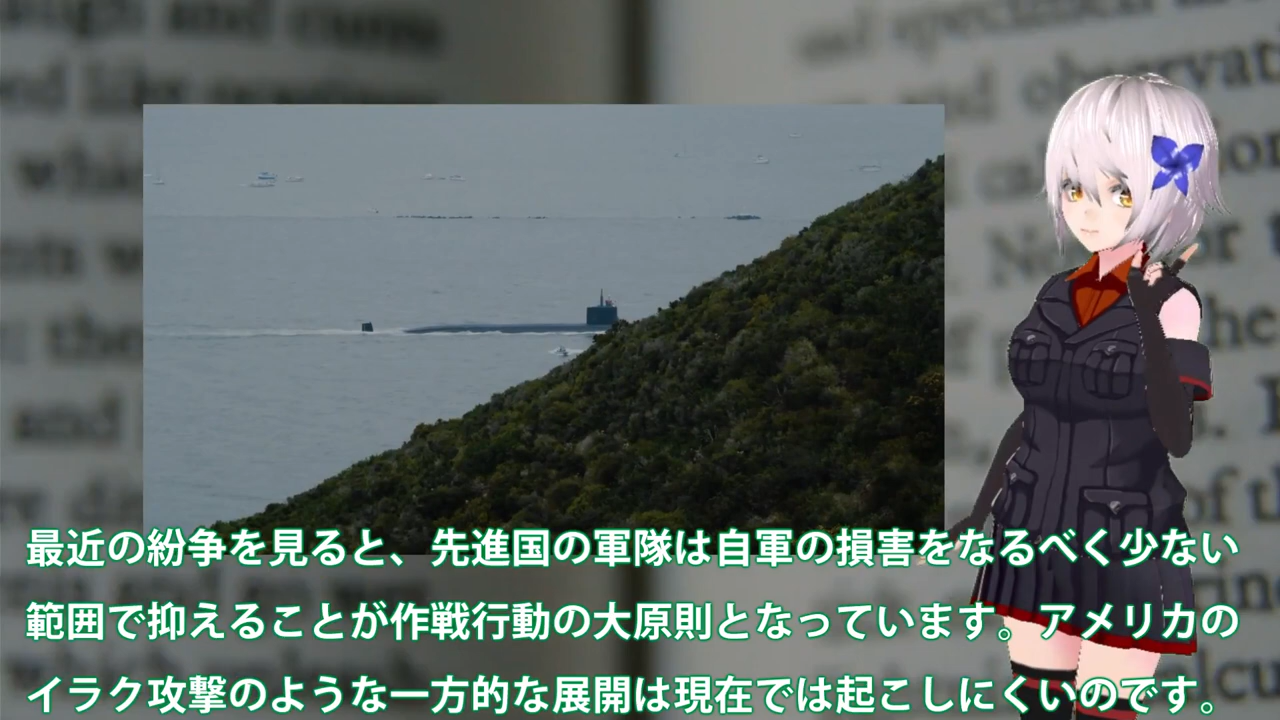 最近の紛争を見ると、先進国の軍隊は自軍の損害をなるべく少ない
範囲で抑えることが作戦行動の大原則となっています。アメリカの
イラク攻撃のような一方的な展開は現在では起こしにくいのです。